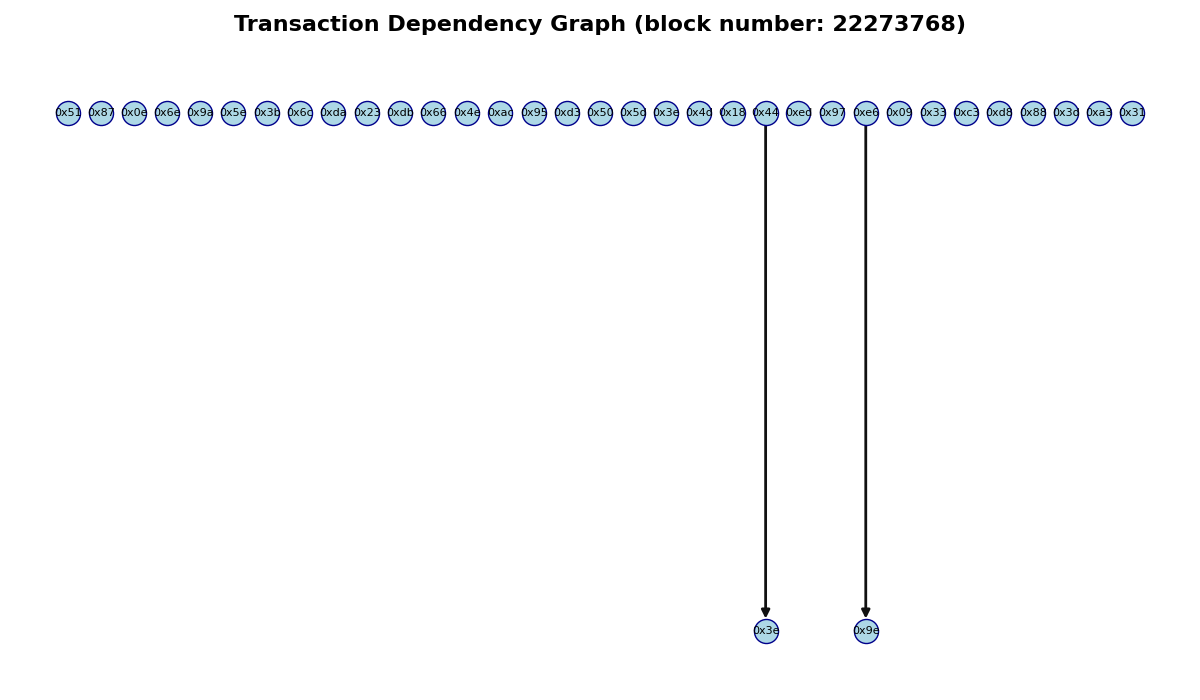 Transaction Dependency Graph (block number: 22273768)
0x51 0x87 0x0e 0x6e 0x9a 0x5e 0x3b 0x6c 0xda 0x23 0xdb 0x66 0x4e 0xac 0x95 0xd3 0x50 0x5d 0x3e 0x4d 0x18 0x44 0xed 0x97 0xe6 0x09 0x33 0xc3 0xd8 0x88 0x3d 0xa3 0x31
0x3e 0x9e